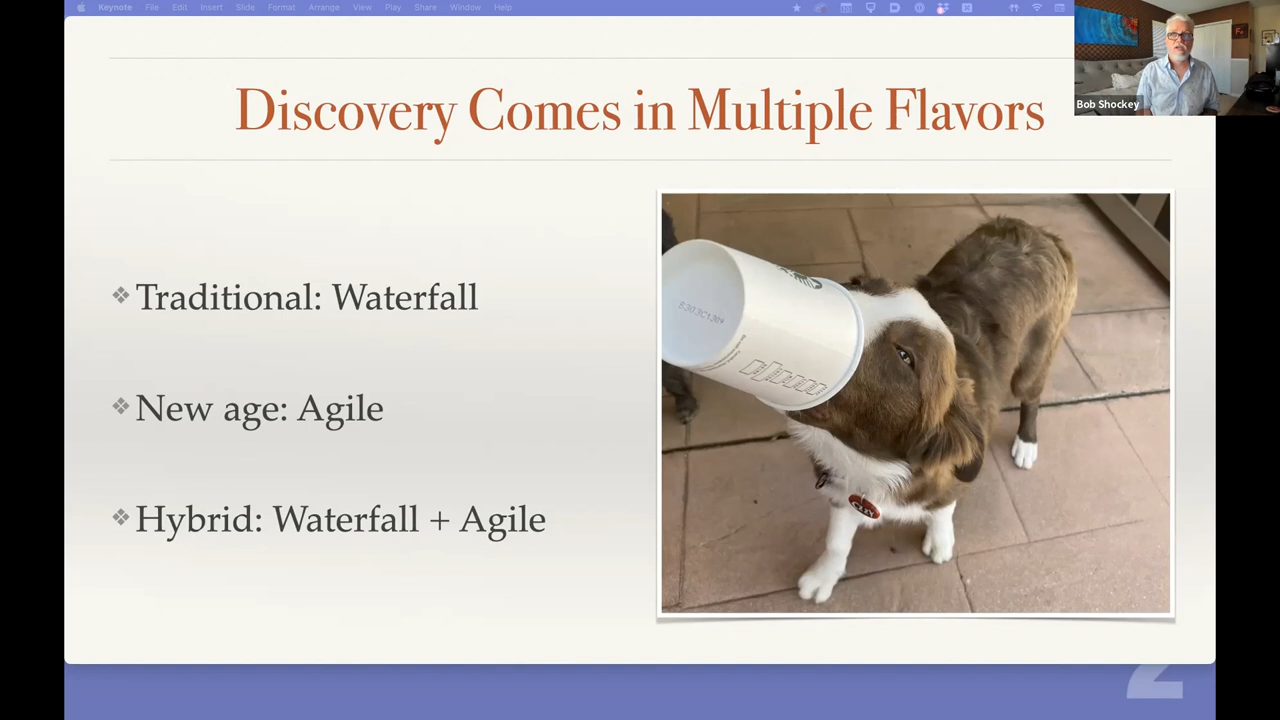 Keynote File Edit Insert Slide Format Arrange View Play Share Window Help
Bob Shockey
Discovery Comes in Multiple Flavors
❖ Traditional: Waterfall
❖ New age: Agile
❖ Hybrid: Waterfall + Agile
2